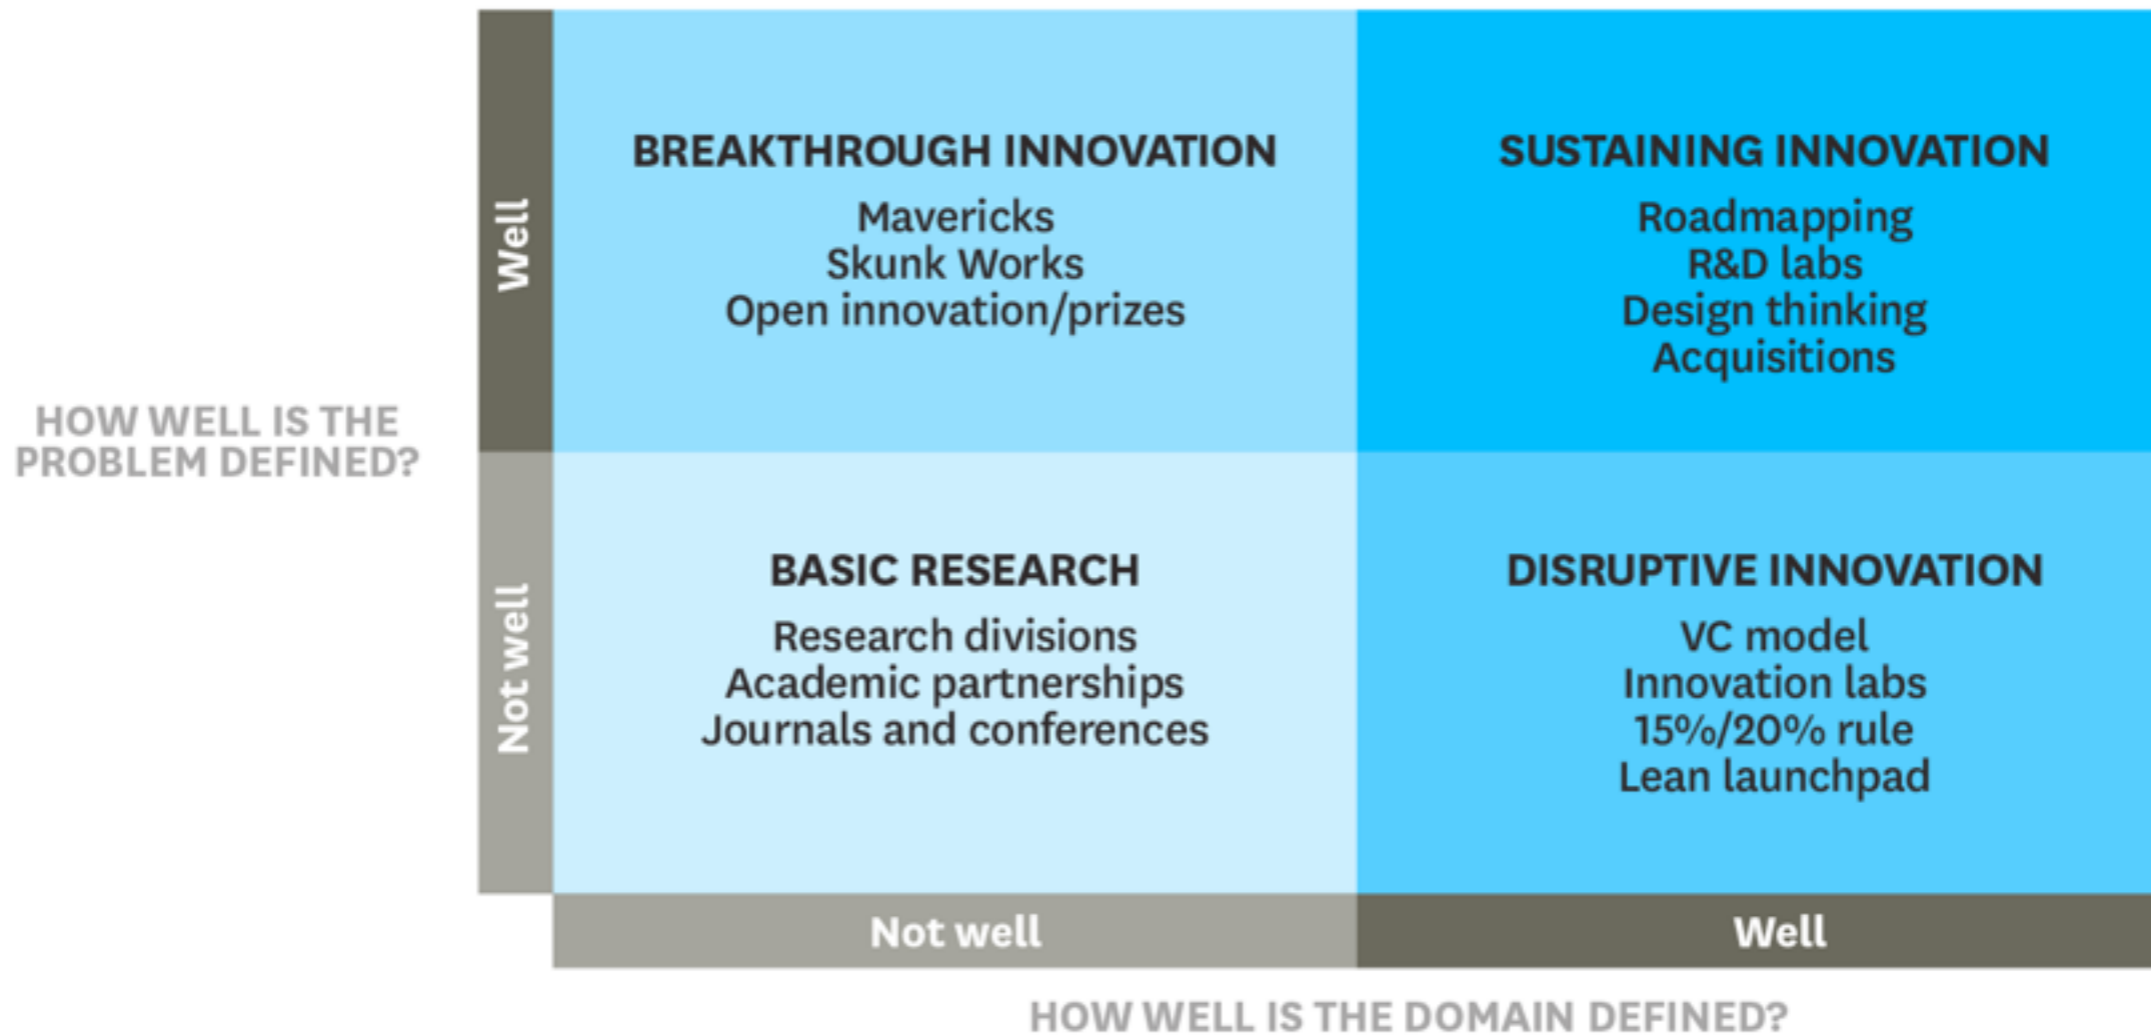 Well
BREAKTHROUGH INNOVATION
Mavericks
Skunk Works
Open innovation/prizes
SUSTAINING INNOVATION
Roadmapping
R&D labs
Design thinking
Acquisitions
HOW WELL IS THE
PROBLEM DEFINED?
Not well
BASIC RESEARCH
Research divisions
Academic partnerships
Journals and conferences
DISRUPTIVE INNOVATION
VC model
Innovation labs
15%/20% rule
Lean launchpad
Not well
Well
HOW WELL IS THE DOMAIN DEFINED?